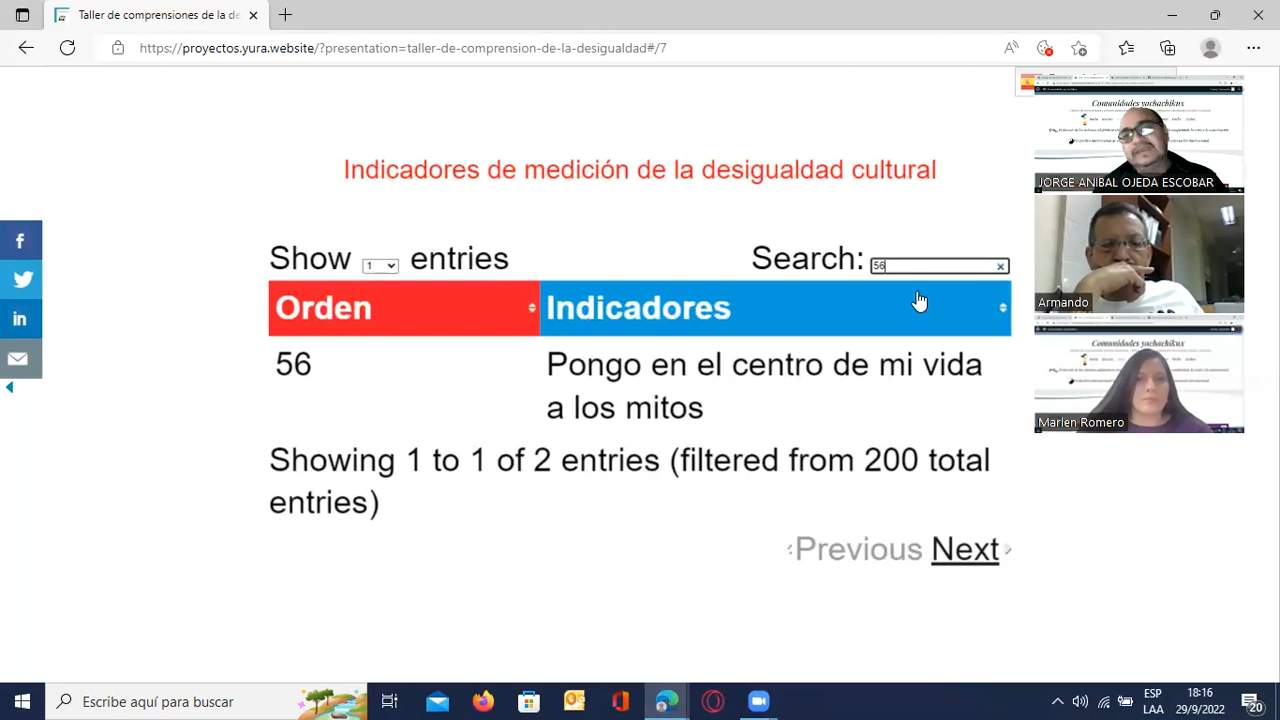 Taller de comprension de la des
https://proyectos.yura.website/?presentation=taller-de-comprension-de-la-desigualdad#/7
Indicadores de medición de la desigualdad cultural
Show 1 entries
Search: 56
Orden Indicadores
56 Pongo en el centro de mi vida
a los mitos
Showing 1 to 1 of 2 entries (filtered from 200 total
entries)
Previous Next
Comunidades yachachikux
JORGE ANIBAL OJEDA ESCOBAR
Armando
Comunidades yachachikux
Marlen Romero
Escribe aquí para buscar
ESP
LAA
18:16
29/9/2022
20